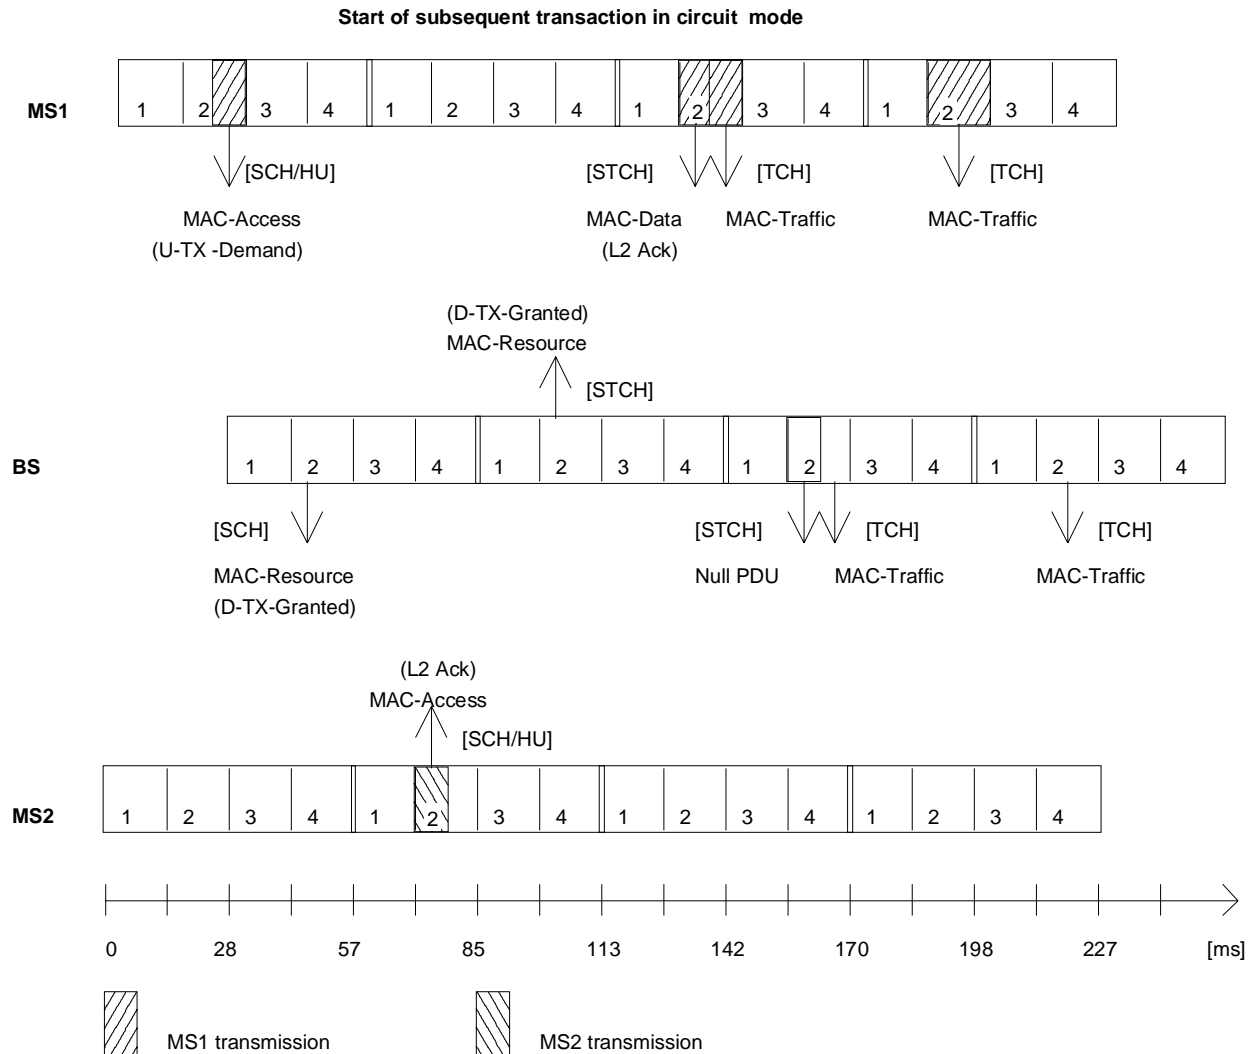 Start of subsequent transaction in circuit mode
MS1
1 2 3 4 1 2 3 4 1 2 3 4 1 2 3 4
[SCH/HU] [STCH] [TCH] [TCH]
MAC-Access MAC-Data MAC-Traffic MAC-Traffic
(U-TX -Demand) (L2 Ack)
(D-TX-Granted)
MAC-Resource
[STCH]
BS
1 2 3 4 1 2 3 4 1 2 3 4 1 2 3 4
[SCH] [STCH] [TCH] [TCH]
MAC-Resource Null PDU MAC-Traffic MAC-Traffic
(D-TX-Granted)
(L2 Ack)
MAC-Access
[SCH/HU]
MS2
1 2 3 4 1 2 3 4 1 2 3 4 1 2 3 4
0 28 57 85 113 142 170 198 227 [ms]
MS1 transmission MS2 transmission